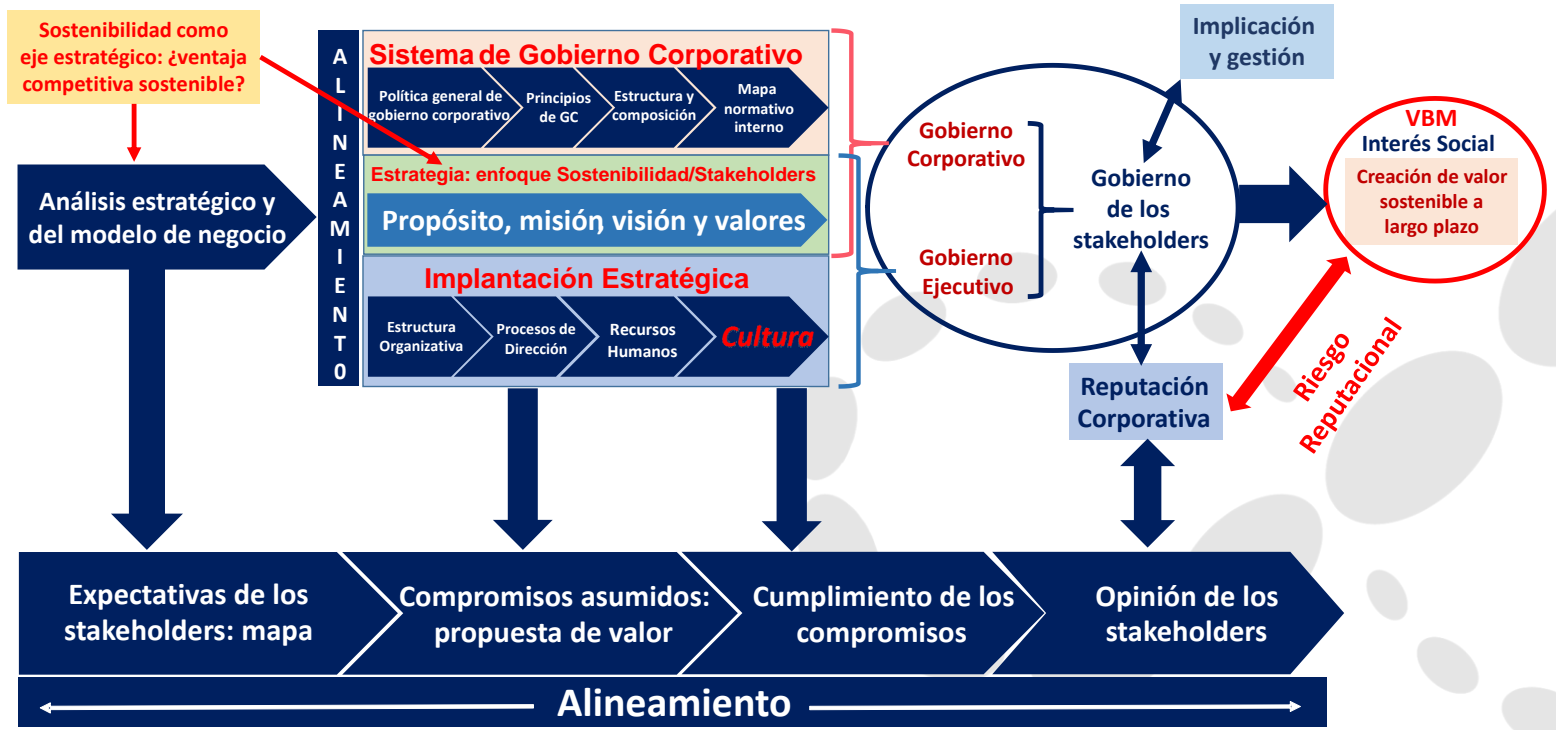 Sostenibilidad como
eje estratégico: ¿ventaja
competitiva sostenible?
Análisis estratégico y
del modelo de negocio
A
L
I
N
E
A
M
I
E
N
T
0
Sistema de Gobierno Corporativo
Política general de
gobierno corporativo
Principios
de GC
Estructura y
composición
Mapa
normativo
interno
Estrategia: enfoque Sostenibilidad/Stakeholders
Propósito, misión, visión y valores
Implantación Estratégica
Estructura
Organizativa
Procesos de
Dirección
Recursos
Humanos
Cultura
Gobierno
Corporativo
Gobierno
Ejecutivo
Gobierno
de los
stakeholders
Implicación
y gestión
Reputación
Corporativa
VBM
Interés Social
Creación de valor
sostenible a
largo plazo
Riesgo
Reputacional
Expectativas de los
stakeholders: mapa
Compromisos asumidos:
propuesta de valor
Cumplimiento de los
compromisos
Opinión de los
stakeholders
Alineamiento